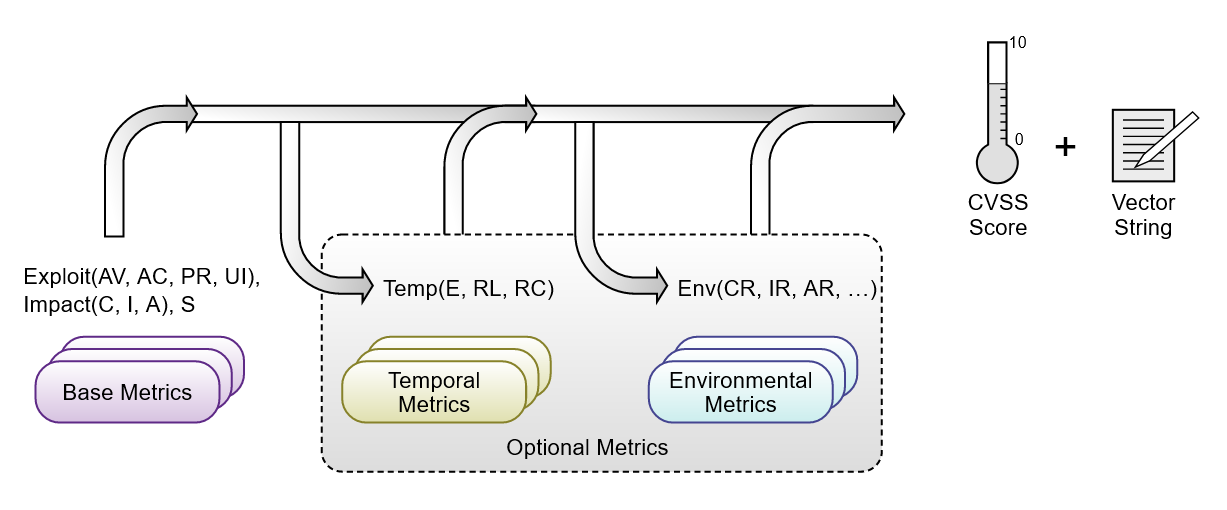 10
0
+
CVSS
Score
Vector
String
Exploit(AV, AC, PR, UI),
Impact(C, I, A), S
Temp(E, RL, RC)
Env(CR, IR, AR, …)
Base Metrics
Temporal
Metrics
Environmental
Metrics
Optional Metrics